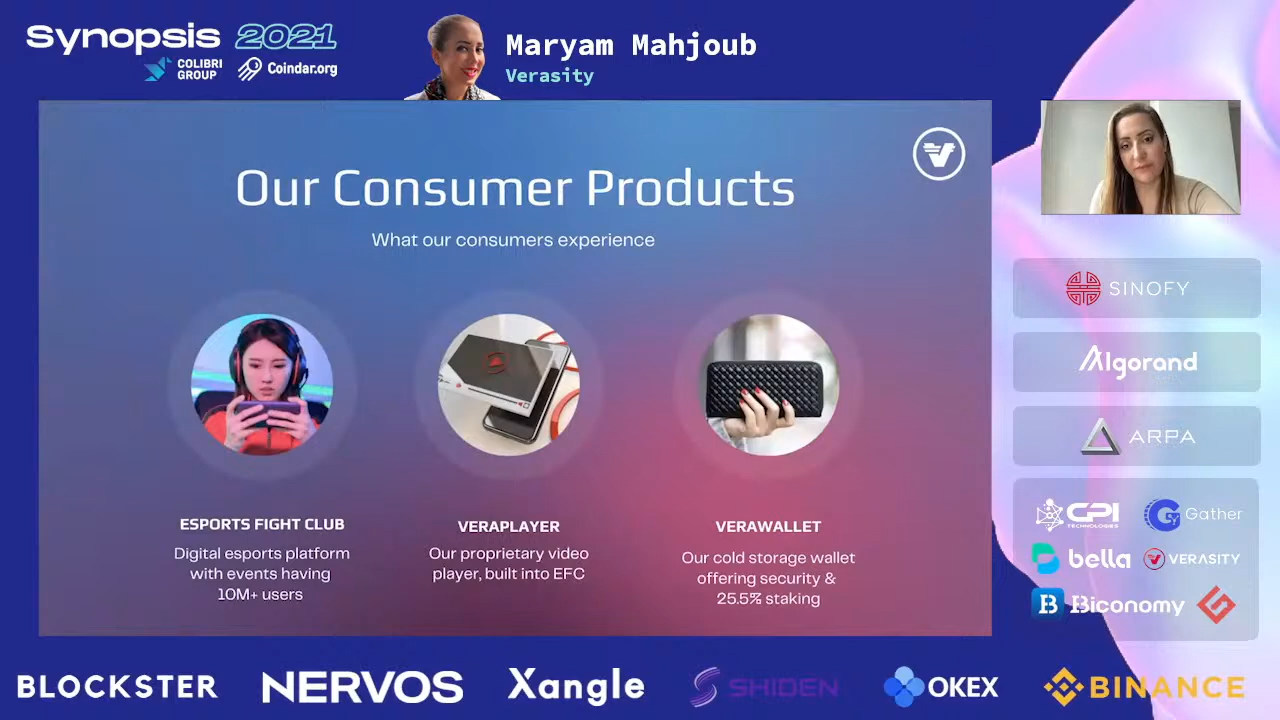 Synopsis 2021
COLIBRI
GROUP
Coindar.org
Maryam Mahjoub
Verasity
Our Consumer Products
What our consumers experience
ESPORTS FIGHT CLUB
Digital esports platform
with events having
10M+ users
VERAPLAYER
Our proprietary video
player, built into EFC
VERAWALLET
Our cold storage wallet
offering security &
25.5% staking
SINOFY
Algorand
ARPA
CPI
TECHNOLOGIES
Gather
bella
VERASITY
Biconomy
BLOCKSTER
NERVOS
Xangle
SHIDEN
OKEX
BINANCE